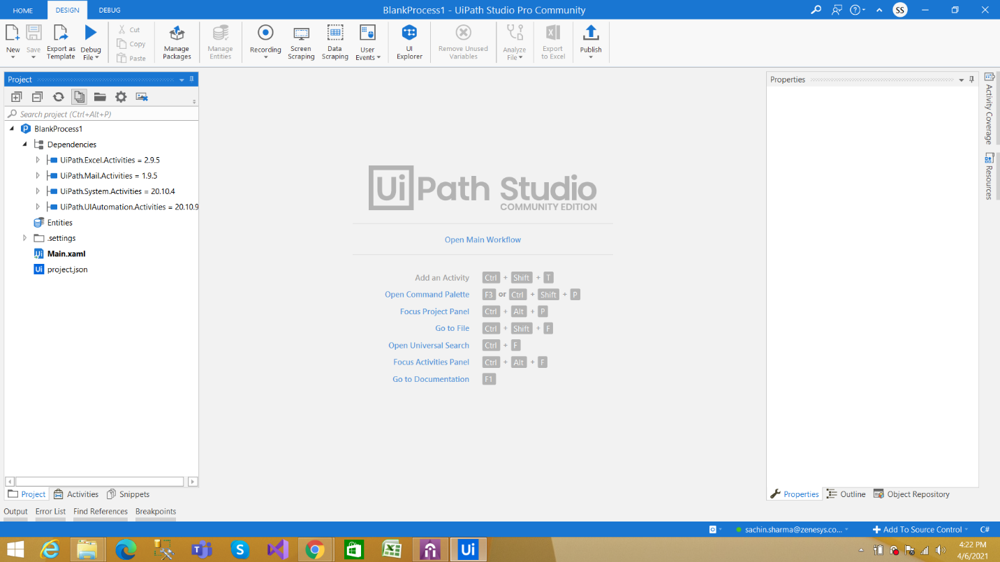 HOME
DESIGN
DEBUG
BlankProcess1 - UiPath Studio Pro Community
SS
New
Save
Export as
Template
Debug
File
Cut
Copy
Paste
Manage
Packages
Manage
Entities
Recording
Screen
Scraping
Data
Scraping
User
Events
UI
Explorer
Remove Unused
Variables
Analyze
File
Export
to Excel
Publish
Project
Search project (Ctrl+Alt+P)
BlankProcess1
Dependencies
UiPath.Excel.Activities = 2.9.5
UiPath.Mail.Activities = 1.9.5
UiPath.System.Activities = 20.10.4
UiPath.UIAutomation.Activities = 20.10.9
Entities
.settings
Main.xaml
project.json
Project
Activities
Snippets
Output
Error List
Find References
Breakpoints
UiPath Studio
COMMUNITY EDITION
Open Main Workflow
Add an Activity Ctrl + Shift + T
Open Command Palette F3 or Ctrl + Shift + P
Focus Project Panel Ctrl + Alt + P
Go to File Ctrl + Shift + F
Open Universal Search Ctrl + F
Focus Activities Panel Ctrl + Alt + F
Go to Documentation F1
Properties
Activity Coverage
Resources
Properties
Outline
Object Repository
sachin.sharma@zenesys.co...
Add To Source Control
C#
Ui
4:22 PM
4/6/2021